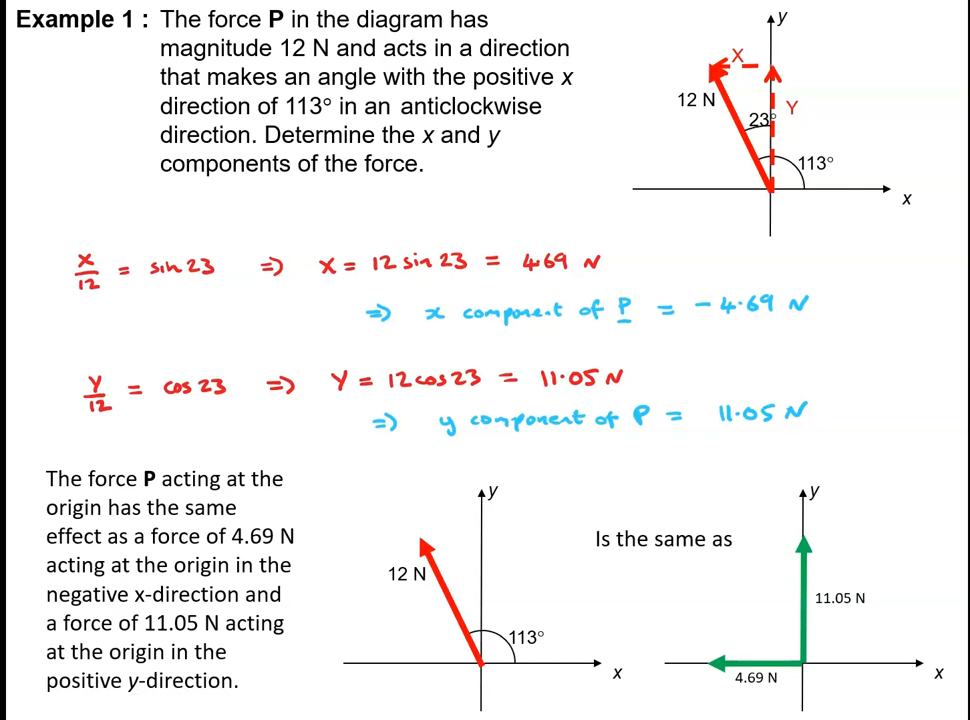 Example 1 : The force P in the diagram has
magnitude 12 N and acts in a direction
that makes an angle with the positive x
direction of 113° in an anticlockwise
direction. Determine the x and y
components of the force.
y
X
12 N
Y
23°
113°
x
X/12 = sin 23 ⇒ X = 12 sin 23 = 4.69 N
⇒ x component of P = - 4.69 N
Y/12 = cos 23 ⇒ Y = 12 cos 23 = 11.05 N
⇒ y component of P = 11.05 N
The force P acting at the
origin has the same
effect as a force of 4.69 N
acting at the origin in the
negative x-direction and
a force of 11.05 N acting
at the origin in the
positive y-direction.
y
12 N
113°
x
Is the same as
y
11.05 N
4.69 N
x